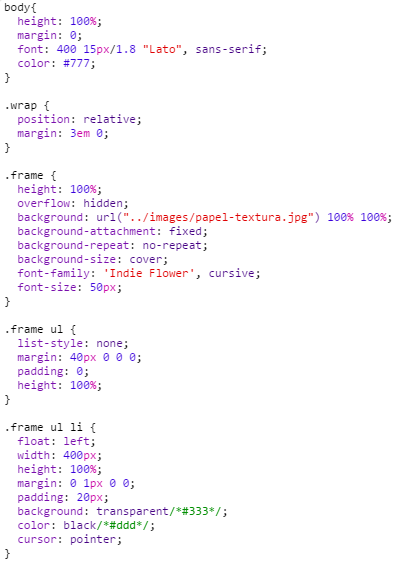 body{
  height: 100%;
  margin: 0;
  font: 400 15px/1.8 "Lato", sans-serif;
  color: #777;
}

.wrap {
  position: relative;
  margin: 3em 0;
}

.frame {
  height: 100%;
  overflow: hidden;
  background: url("../images/papel-textura.jpg") 100% 100%;
  background-attachment: fixed;
  background-repeat: no-repeat;
  background-size: cover;
  font-family: 'Indie Flower', cursive;
  font-size: 50px;
}

.frame ul {
  list-style: none;
  margin: 40px 0 0 0;
  padding: 0;
  height: 100%;
}

.frame ul li {
  float: left;
  width: 400px;
  height: 100%;
  margin: 0 1px 0 0;
  padding: 20px;
  background: transparent/*#333*/;
  color: black/*#ddd*/;
  cursor: pointer;
}